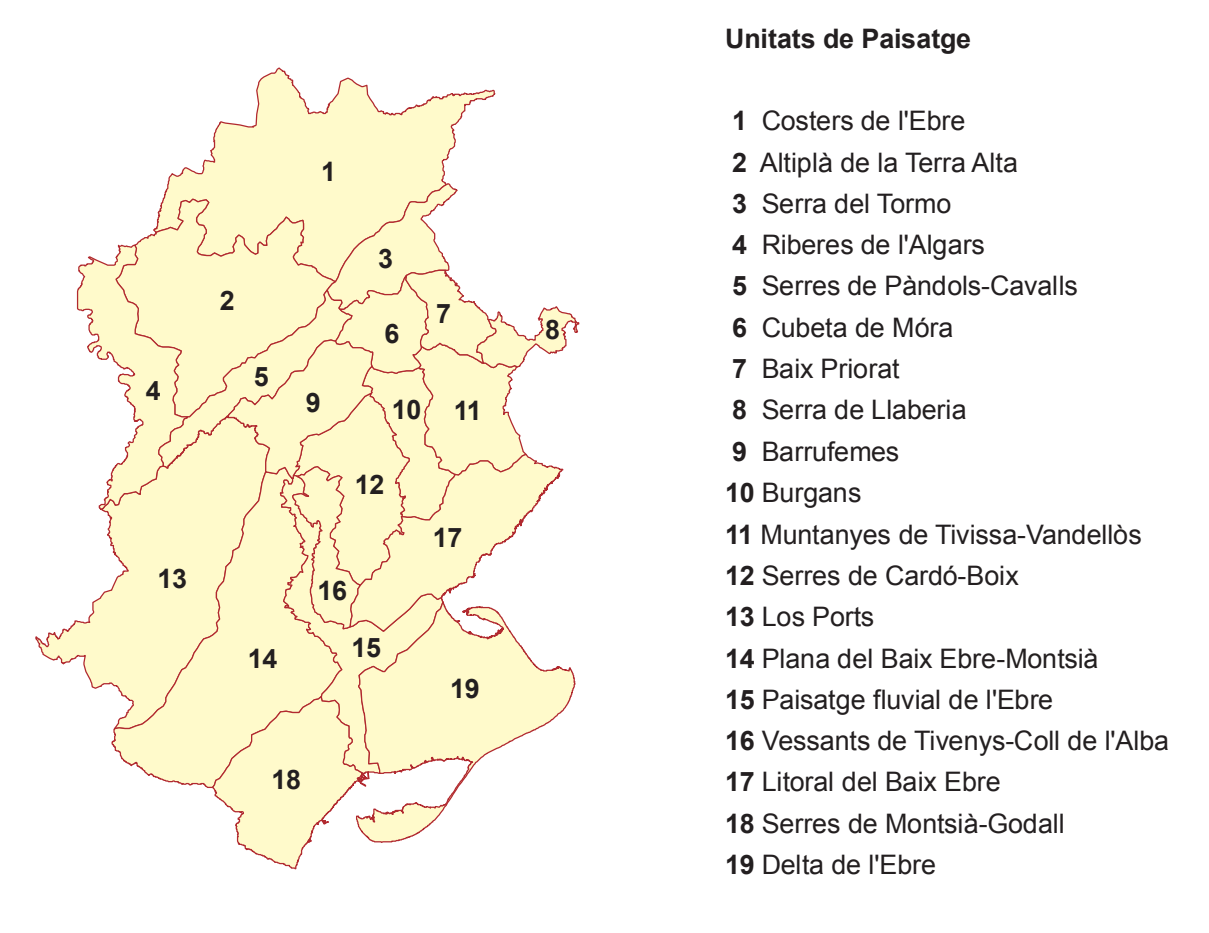 Unitats de Paisatge
1 Costers de l'Ebre
2 Altiplà de la Terra Alta
3 Serra del Tormo
4 Riberes de l'Algars
5 Serres de Pàndols-Cavalls
6 Cubeta de Móra
7 Baix Priorat
8 Serra de Llaberia
9 Barrufemes
10 Burgans
11 Muntanyes de Tivissa-Vandellòs
12 Serres de Cardó-Boix
13 Los Ports
14 Plana del Baix Ebre-Montsià
15 Paisatge fluvial de l'Ebre
16 Vessants de Tivenys-Coll de l'Alba
17 Litoral del Baix Ebre
18 Serres de Montsià-Godall
19 Delta de l'Ebre
1
3
2
7
8
6
5
4
9
10
11
12
17
13
16
15
14
19
18